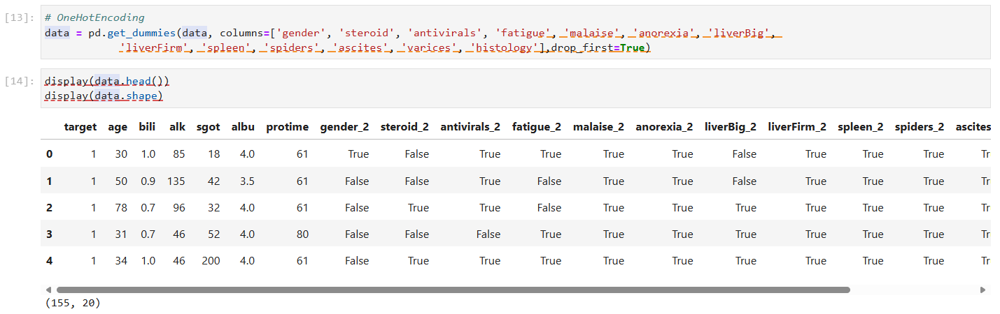 [13]: # OneHotEncoding
data = pd.get_dummies(data, columns=['gender', 'steroid', 'antivirals', 'fatigue', 'malaise', 'anorexia', 'liverBig',
'liverFirm', 'spleen', 'spiders', 'ascites', 'varices', 'histology'],drop_first=True)
[14]: display(data.head())
display(data.shape)
target age bili alk sgot albu protime gender_2 steroid_2 antivirals_2 fatigue_2 malaise_2 anorexia_2 liverBig_2 liverFirm_2 spleen_2 spiders_2 ascites
0 1 30 1.0 85 18 4.0 61 True False True True True True False True True True Tr
1 1 50 0.9 135 42 3.5 61 False False True False True True False True True True Tr
2 1 78 0.7 96 32 4.0 61 False True True False True True True True True True Tr
3 1 31 0.7 46 52 4.0 80 False False False True True True True True True True Tr
4 1 34 1.0 46 200 4.0 61 False True True True True True True True True True Tr
(155, 20)